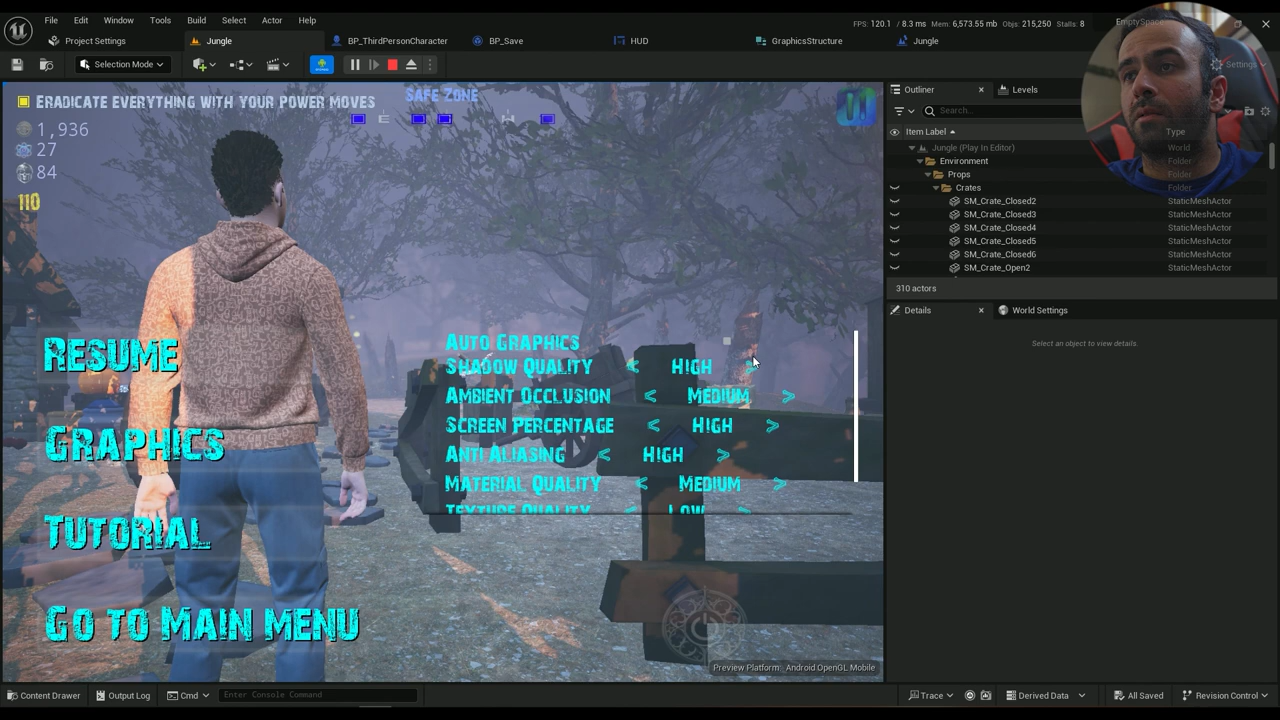 File Edit Window Tools Build Select Actor Help
FPS: 120.1 / 8.3 ms Mem: 6,573.55 mb Objs: 215,250 Stalls: 8
Project Settings
Jungle
BP_ThirdPersonCharacter
BP_Save
HUD
GraphicsStructure
Jungle
Selection Mode
Settings
Eradicate everything with your power moves
Safe Zone
E
1,936
27
84
110
Resume
Graphics
Tutorial
Go to Main menu
Auto Graphics
Shadow Quality < High >
Ambient Occlusion < Medium >
Screen Percentage < High >
Anti Aliasing < High >
Material Quality < Medium >
Texture Quality < Low >
Preview Platform: Android OpenGL Mobile
Outliner
Levels
Search...
Item Label Type
Jungle (Play In Editor) World
Environment Folder
Props Folder
Crates Folder
SM_Crate_Closed2 StaticMeshActor
SM_Crate_Closed3 StaticMeshActor
SM_Crate_Closed4 StaticMeshActor
SM_Crate_Closed5 StaticMeshActor
SM_Crate_Closed6 StaticMeshActor
SM_Crate_Open2 StaticMeshActor
310 actors
Details
World Settings
Select an object to view details.
Content Drawer
Output Log
Cmd
Enter Console Command
Trace
Derived Data
All Saved
Revision Control